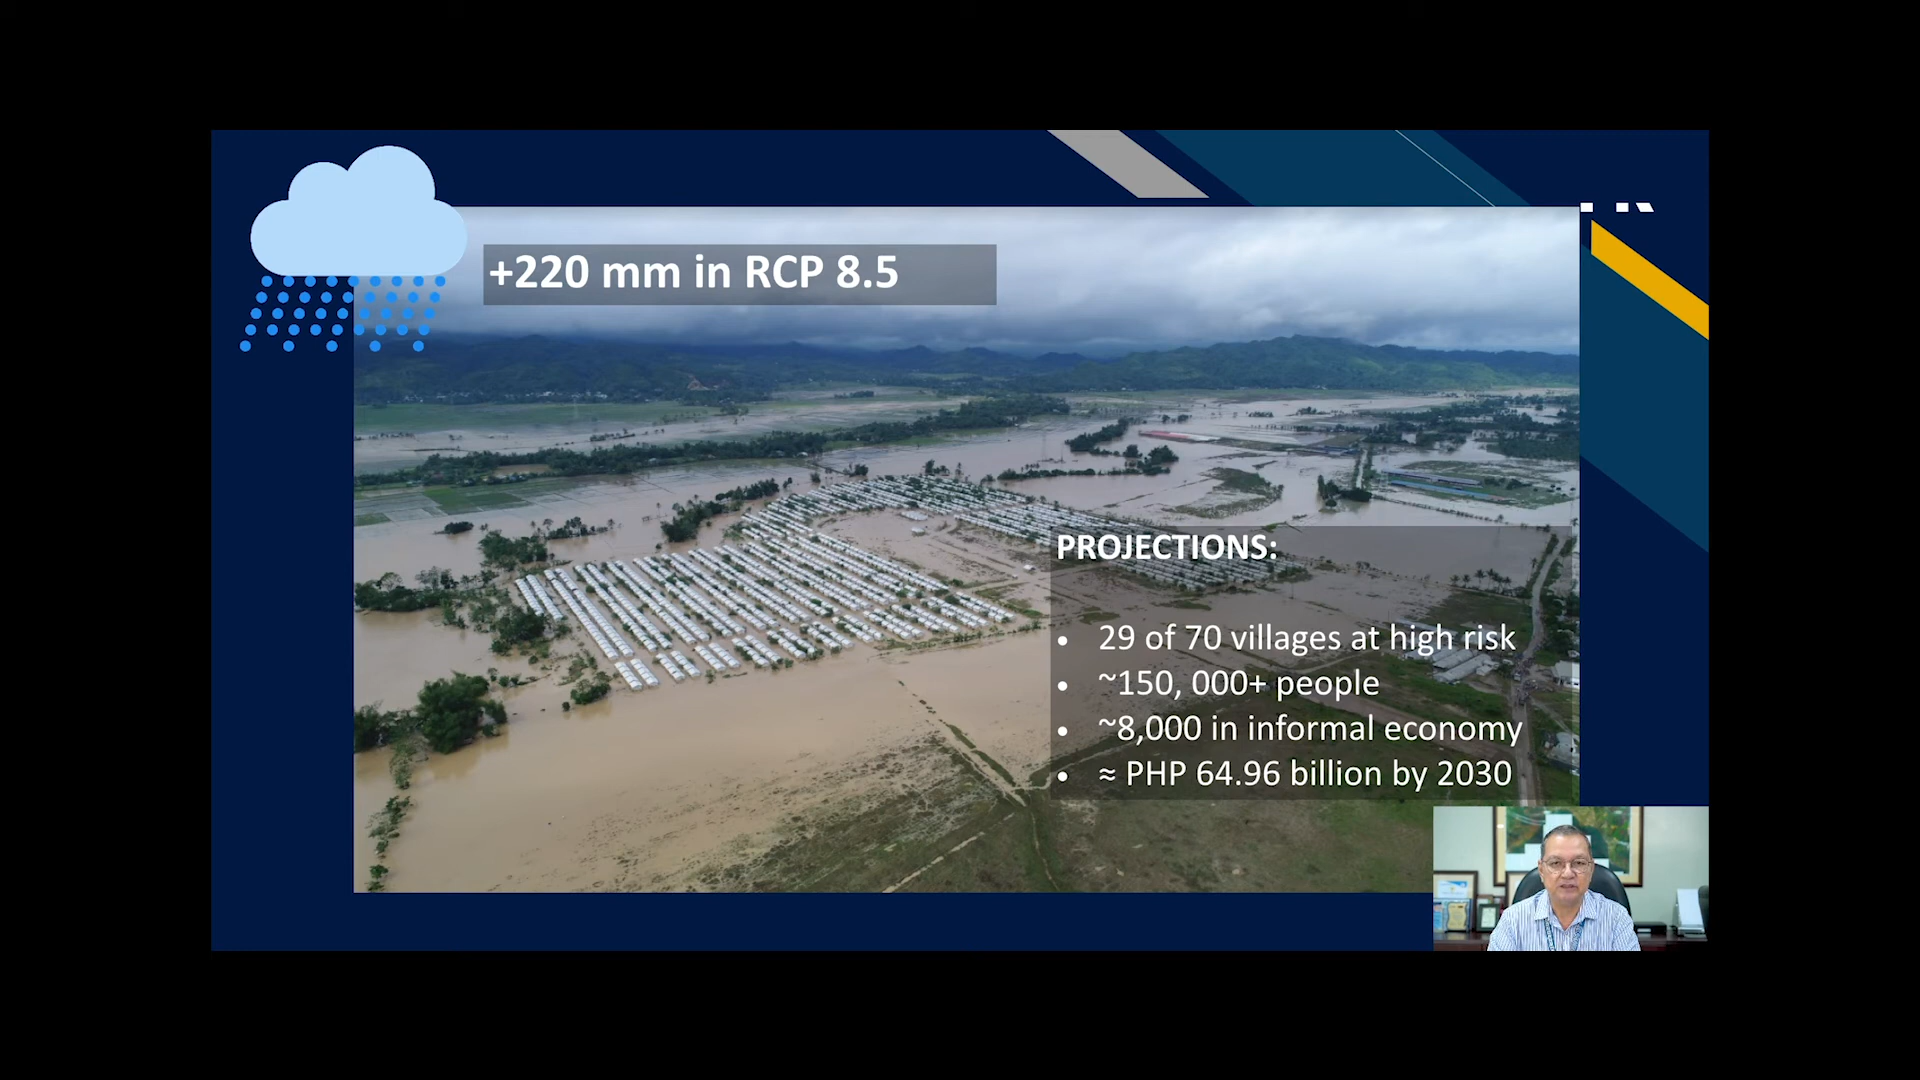 +220 mm in RCP 8.5
PROJECTIONS:
• 29 of 70 villages at high risk
• ~150, 000+ people
• ~8,000 in informal economy
• ≈ PHP 64.96 billion by 2030